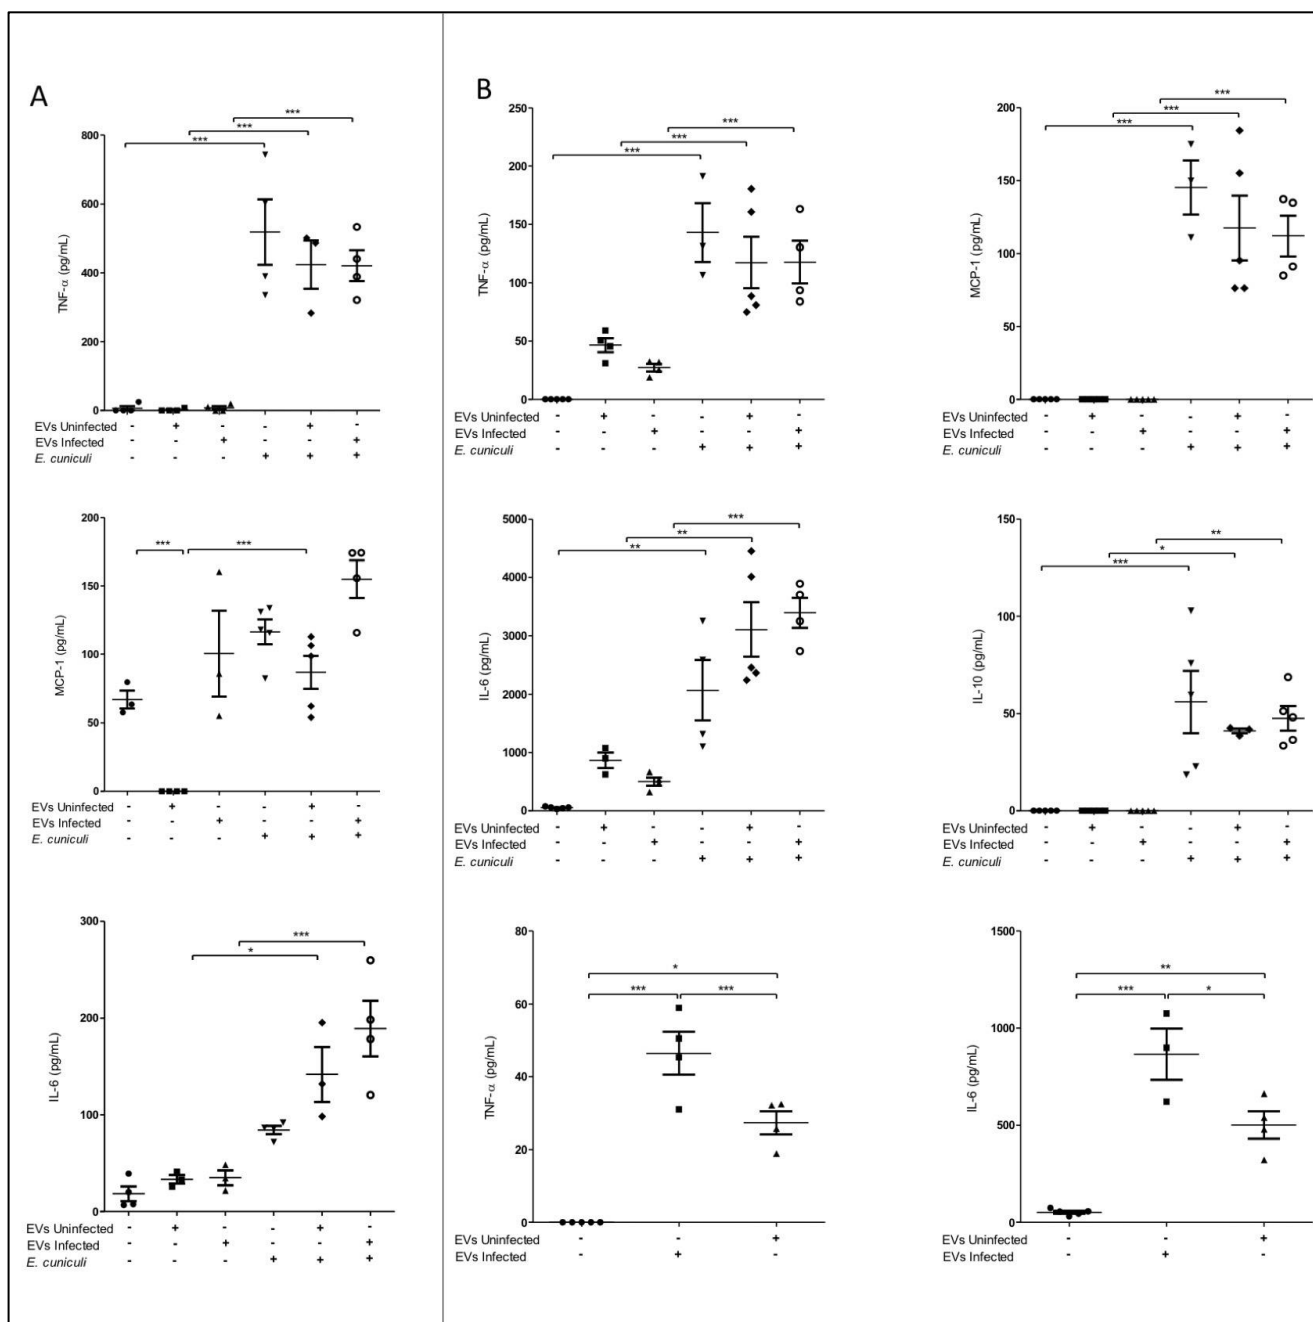 A
TNF-α (pg/mL)
800
600
400
200
0
***
***
***
EVs Uninfected - + - - + -
EVs Infected - - + - - +
E. cuniculi - - - + + +
MCP-1 (pg/mL)
200
150
100
50
0
***
***
EVs Uninfected - + - - + -
EVs Infected - - + - - +
E. cuniculi - - - + + +
IL-6 (pg/mL)
300
200
100
0
***
*
EVs Uninfected - + - - + -
EVs Infected - - + - - +
E. cuniculi - - - + + +
B
TNF-α (pg/mL)
250
200
150
100
50
0
***
***
***
EVs Uninfected - + - - + -
EVs Infected - - + - - +
E. cuniculi - - - + + +
MCP-1 (pg/mL)
200
150
100
50
0
***
***
***
EVs Uninfected - + - - + -
EVs Infected - - + - - +
E. cuniculi - - - + + +
IL-6 (pg/mL)
5000
4000
3000
2000
1000
0
***
**
**
EVs Uninfected - + - - + -
EVs Infected - - + - - +
E. cuniculi - - - + + +
IL-10 (pg/mL)
150
100
50
0
**
*
***
EVs Uninfected - + - - + -
EVs Infected - - + - - +
E. cuniculi - - - + + +
TNF-α (pg/mL)
80
60
40
20
0
*
*** ***
EVs Uninfected - - +
EVs Infected - + -
IL-6 (pg/mL)
1500
1000
500
0
**
*** *
EVs Uninfected - - +
EVs Infected - + -